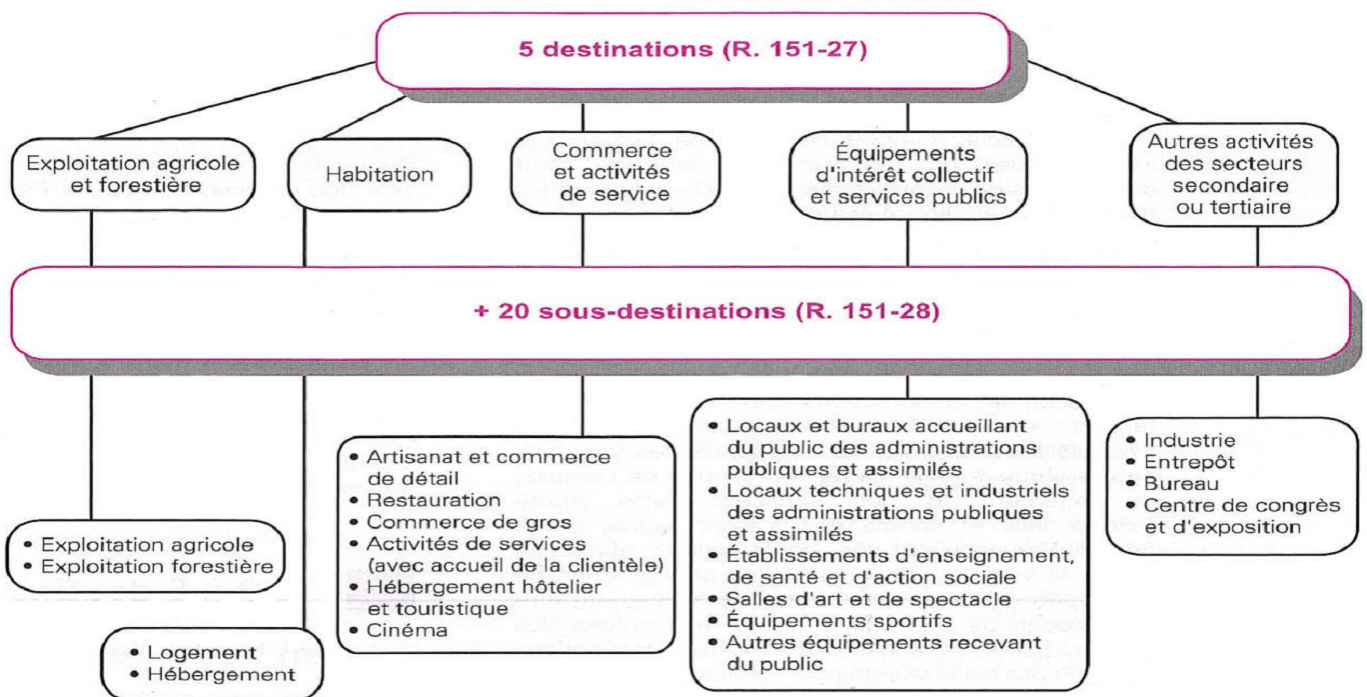 5 destinations (R. 151-27)
Exploitation agricole
et forestière
Habitation
Commerce
et activités
de service
Équipements
d'intérêt collectif
et services publics
Autres activités
des secteurs
secondaire
ou tertiaire
+ 20 sous-destinations (R. 151-28)
• Exploitation agricole
• Exploitation forestière
• Logement
• Hébergement
• Artisanat et commerce
de détail
• Restauration
• Commerce de gros
• Activités de services
(avec accueil de la clientèle)
• Hébergement hôtelier
et touristique
• Cinéma
• Locaux et buraux accueillant
du public des administrations
publiques et assimilés
• Locaux techniques et industriels
des administrations publiques
et assimilés
• Établissements d'enseignement,
de santé et d'action sociale
• Salles d'art et de spectacle
• Équipements sportifs
• Autres équipements recevant
du public
• Industrie
• Entrepôt
• Bureau
• Centre de congrès
et d'exposition